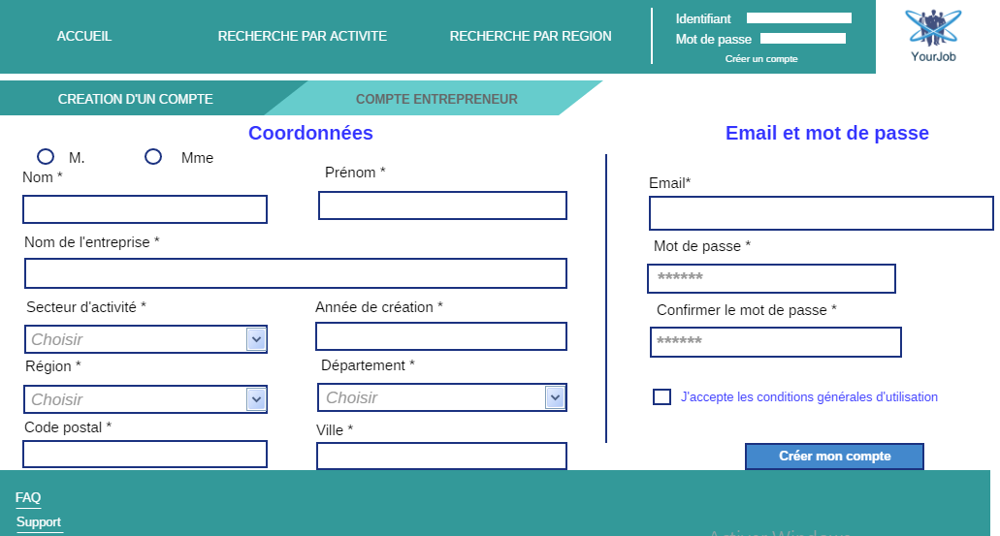 ACCUEIL
RECHERCHE PAR ACTIVITE
RECHERCHE PAR REGION
Identifiant
Mot de passe
Créer un compte
YourJob
CREATION D'UN COMPTE
COMPTE ENTREPRENEUR
Coordonnées
M.
Mme
Nom *
Prénom *
Nom de l'entreprise *
Secteur d'activité *
Année de création *
Choisir
Région *
Département *
Choisir
Choisir
Code postal *
Ville *
Email et mot de passe
Email*
Mot de passe *
******
Confirmer le mot de passe *
******
J'accepte les conditions générales d'utilisation
Créer mon compte
FAQ
Support
Activer Windows